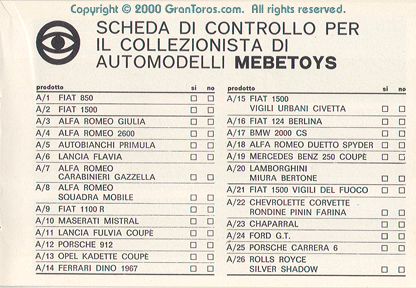 Copyright © 2000 GranToros.com. All rights reserved.
SCHEDA DI CONTROLLO PER
IL COLLEZIONISTA DI
AUTOMODELLI MEBETOYS
prodotto si no
A/1 FIAT 850
A/2 FIAT 1500
A/3 ALFA ROMEO GIULIA
A/4 ALFA ROMEO 2600
A/5 AUTOBIANCHI PRIMULA
A/6 LANCIA FLAVIA
A/7 ALFA ROMEO
CARABINIERI GAZZELLA
A/8 ALFA ROMEO
SQUADRA MOBILE
A/9 FIAT 1100 R
A/10 MASERATI MISTRAL
A/11 LANCIA FULVIA COUPÈ
A/12 PORSCHE 912
A/13 OPEL KADETTE COUPÈ
A/14 FERRARI DINO 1967
prodotto si no
A/15 FIAT 1500
VIGILI URBANI CIVETTA
A/16 FIAT 124 BERLINA
A/17 BMW 2000 CS
A/18 ALFA ROMEO DUETTO SPYDER
A/19 MERCEDES BENZ 250 COUPÈ
A/20 LAMBORGHINI
MIURA BERTONE
A/21 FIAT 1500 VIGILI DEL FUOCO
A/22 CHEVROLETTE CORVETTE
RONDINE PININ FARINA
A/23 CHAPARRAL
A/24 FORD G.T.
A/25 PORSCHE CARRERA 6
A/26 ROLLS ROYCE
SILVER SHADOW